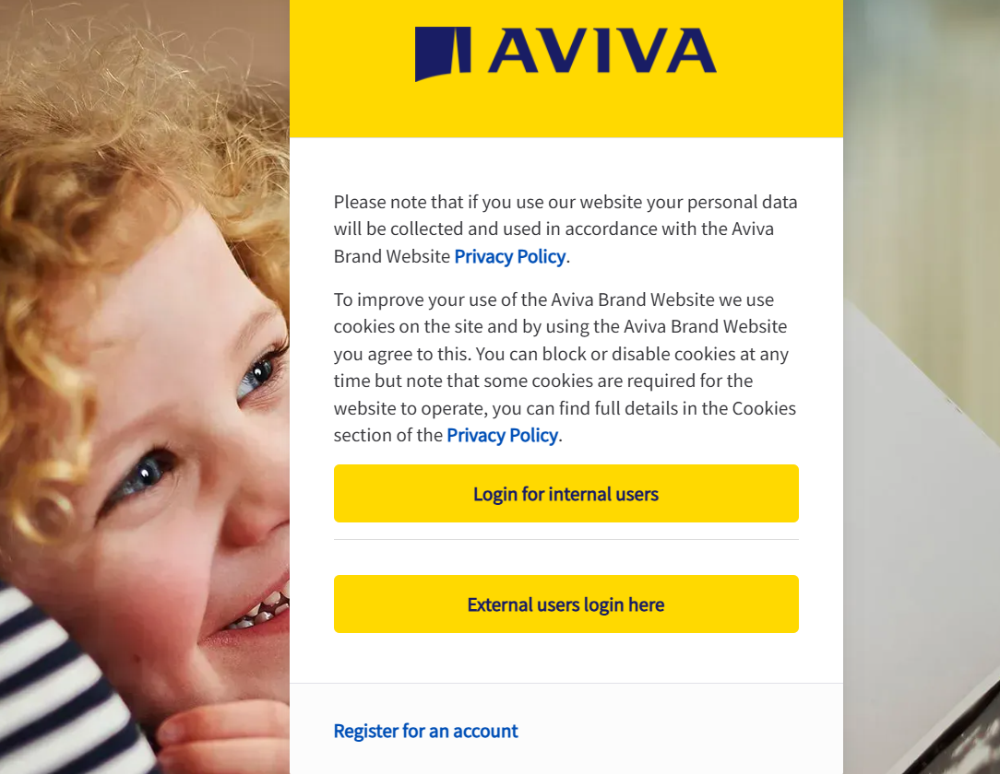 AVIVA
Please note that if you use our website your personal data
will be collected and used in accordance with the Aviva
Brand Website Privacy Policy.
To improve your use of the Aviva Brand Website we use
cookies on the site and by using the Aviva Brand Website
you agree to this. You can block or disable cookies at any
time but note that some cookies are required for the
website to operate, you can find full details in the Cookies
section of the Privacy Policy.
Login for internal users
External users login here
Register for an account